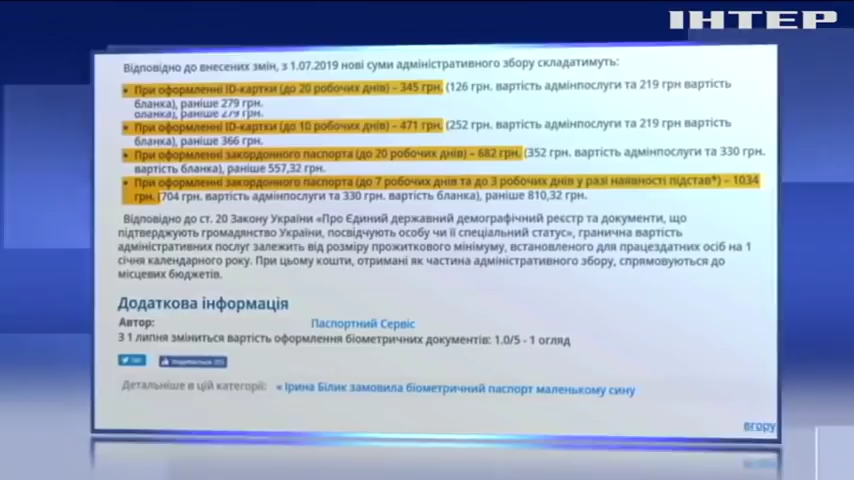 ІНТЕР
Відповідно до внесених змін, з 1.07.2019 нові суми адміністративного збору складатимуть:
• При оформленні ID-картки (до 20 робочих днів) – 345 грн. (126 грн. вартість адмінпослуги та 219 грн вартість
бланка), раніше 279 грн.
бланка), раніше 279 грн.
• При оформленні ID-картки (до 10 робочих днів) – 471 грн. (252 грн. вартість адмінпослуги та 219 грн вартість
бланка), раніше 366 грн.
• При оформленні закордонного паспорта (до 20 робочих днів) – 682 грн. (352 грн. вартість адмінпослуги та 330 грн.
вартість бланка), раніше 557,32 грн.
• При оформленні закордонного паспорта (до 7 робочих днів та до 3 робочих днів у разі наявності підстав*) – 1034
грн. (704 грн. вартість адмінпослуги та 330 грн. вартість бланка), раніше 810,32 грн.
Відповідно до ст. 20 Закону України «Про Єдиний державний демографічний реєстр та документи, що
підтверджують громадянство України, посвідчують особу чи її спеціальний статус», гранична вартість
адміністративних послуг залежить від розміру прожиткового мінімуму, встановленого для працездатних осіб на 1
січня календарного року. При цьому кошти, отримані як частина адміністративного збору, спрямовуються до
місцевих бюджетів.
Додаткова інформація
Автор: Паспортний Сервіс
З 1 липня зміниться вартість оформлення біометричних документів: 1.0/5 - 1 огляд
Детальніше в цій категорії: « Ірина Білик замовила біометричний паспорт маленькому сину
вгору